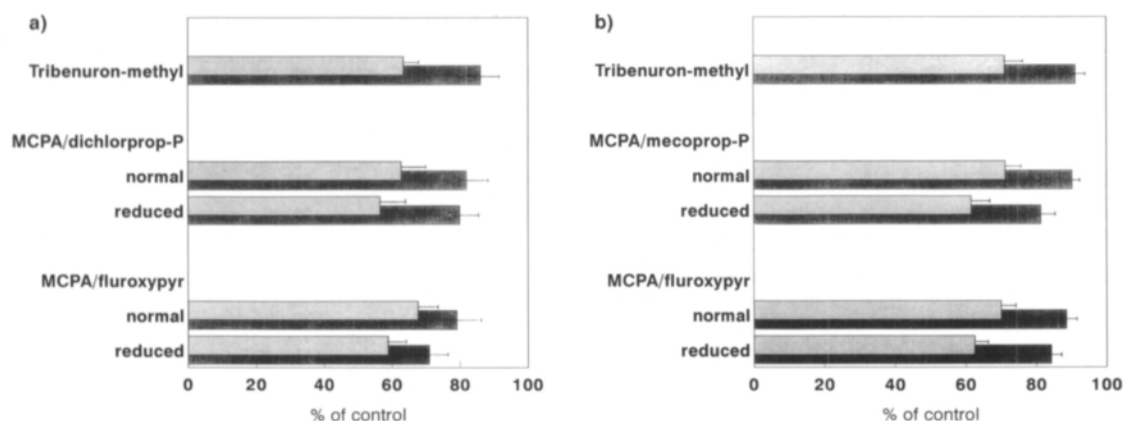 a)
Tribenuron-methyl
MCPA/dichlorprop-P
normal
reduced
MCPA/fluroxypyr
normal
reduced
0 20 40 60 80 100
% of control
b)
Tribenuron-methyl
MCPA/mecoprop-P
normal
reduced
MCPA/fluroxypyr
normal
reduced
0 20 40 60 80 100
% of control